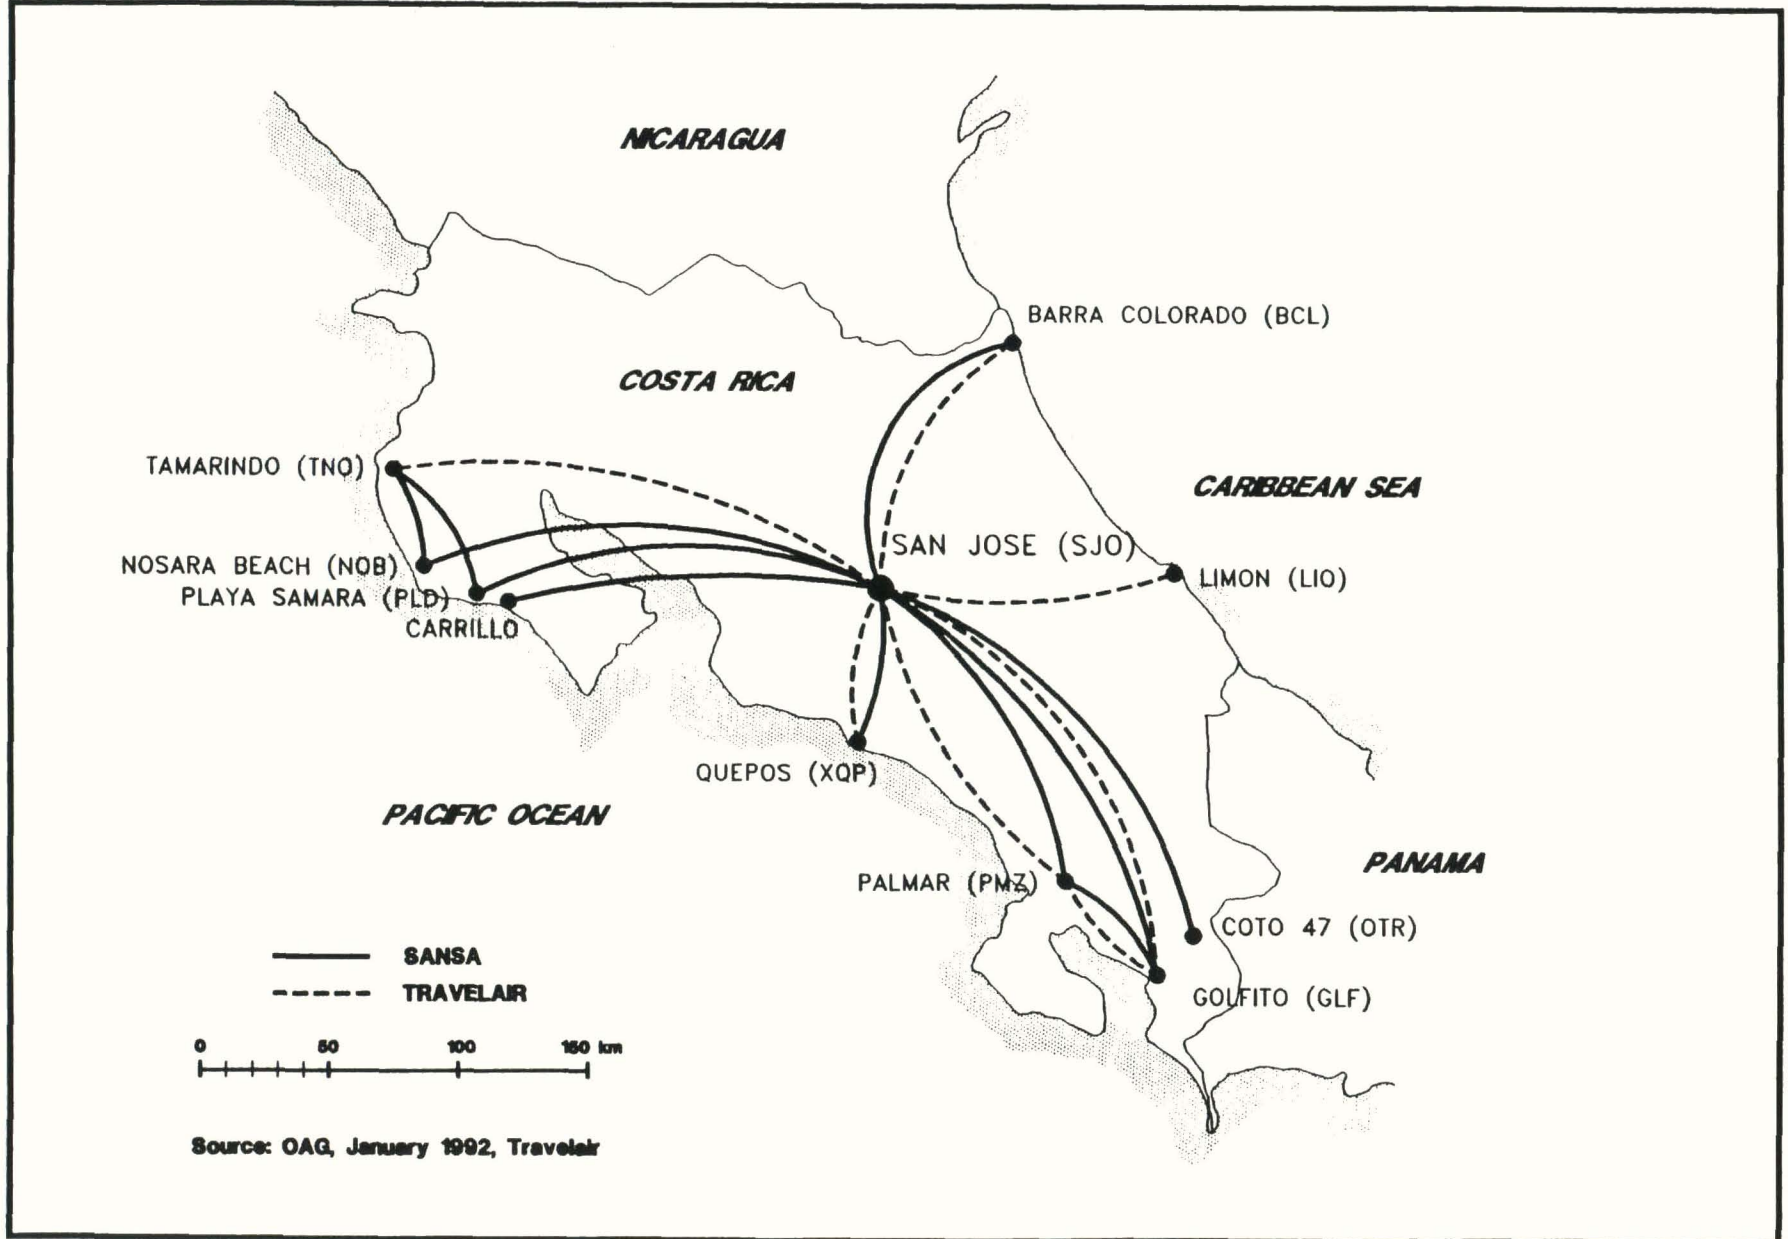 NICARAGUA
BARRA COLORADO (BCL)
COSTA RICA
TAMARINDO (TNO)
CARIBBEAN SEA
SAN JOSE (SJO)
NOSARA BEACH (NOB)
LIMON (LIO)
PLAYA SAMARA (PLD)
CARRILLO
QUEPOS (XQP)
PACIFIC OCEAN
PANAMA
PALMAR (PMZ)
COTO 47 (OTR)
SANSA
TRAVELAIR
GOLFITO (GLF)
0 50 100 150 km
Source: OAG, January 1992, Travelair